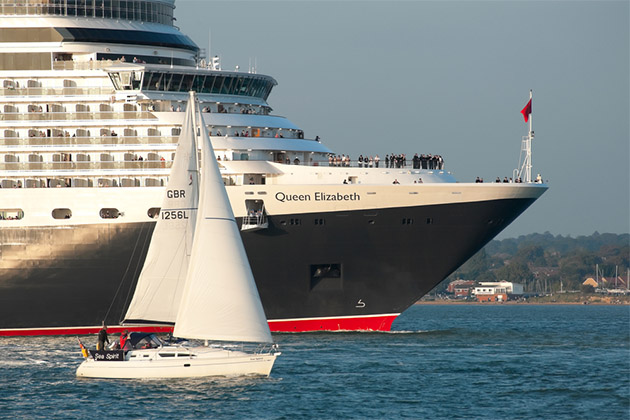 Queen Elizabeth
GBR
1256L
Sea Spirit